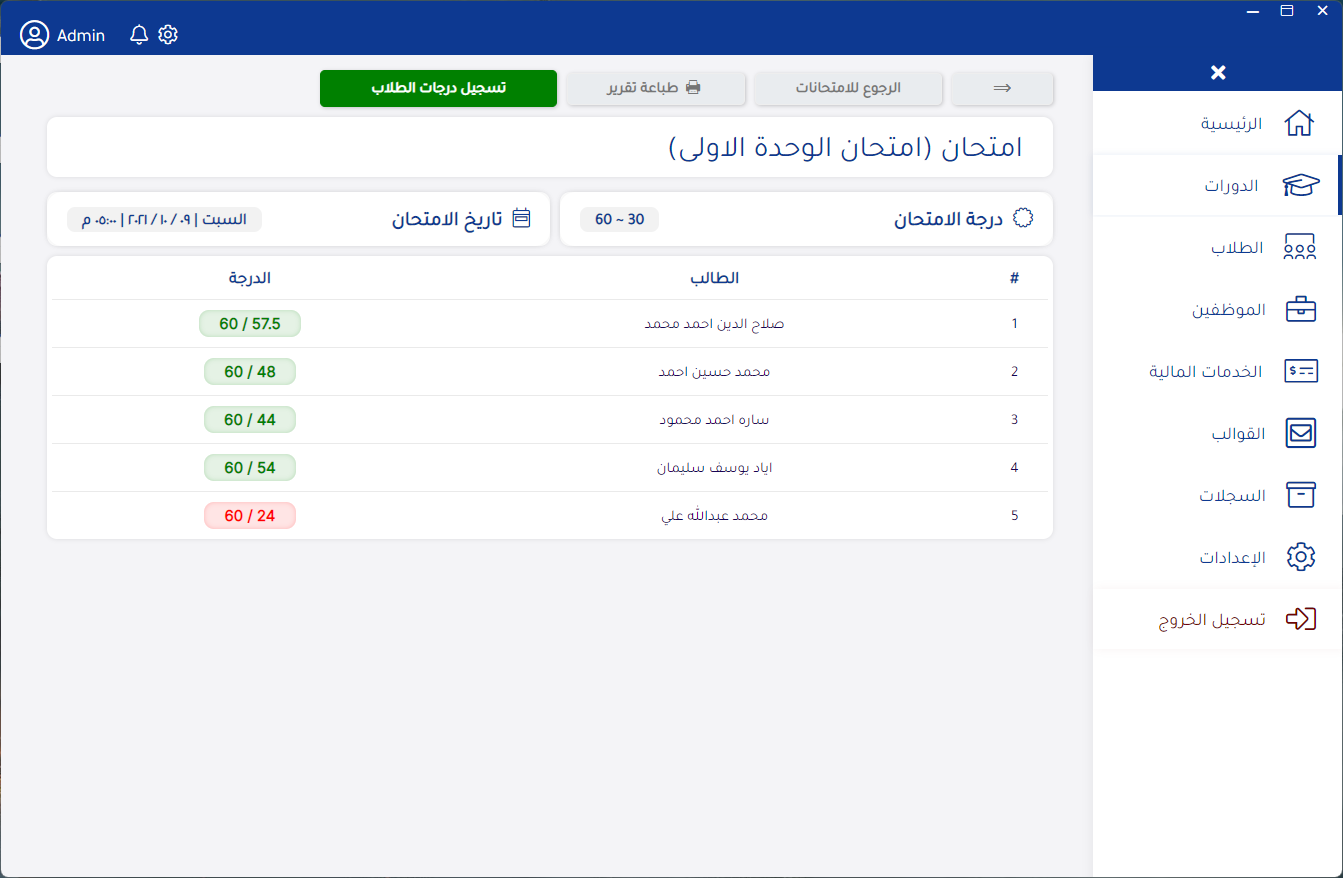 Admin
⇒
الرجوع للامتحانات
طباعة تقرير
تسجيل درجات الطلاب
امتحان (امتحان الوحدة الاولى)
درجة الامتحان
60 ~ 30
تاريخ الامتحان
السبت | ٠٩ / ١٠ / ٢٠٢١ | ٠٥:٠٠ م
# الطالب الدرجة
1 صلاح الدين احمد محمد 60 / 57.5
2 محمد حسين احمد 60 / 48
3 ساره احمد محمود 60 / 44
4 اياد يوسف سليمان 60 / 54
5 محمد عبدالله علي 60 / 24
الرئيسية
الدورات
الطلاب
الموظفين
الخدمات المالية
القوالب
السجلات
الإعدادات
تسجيل الخروج